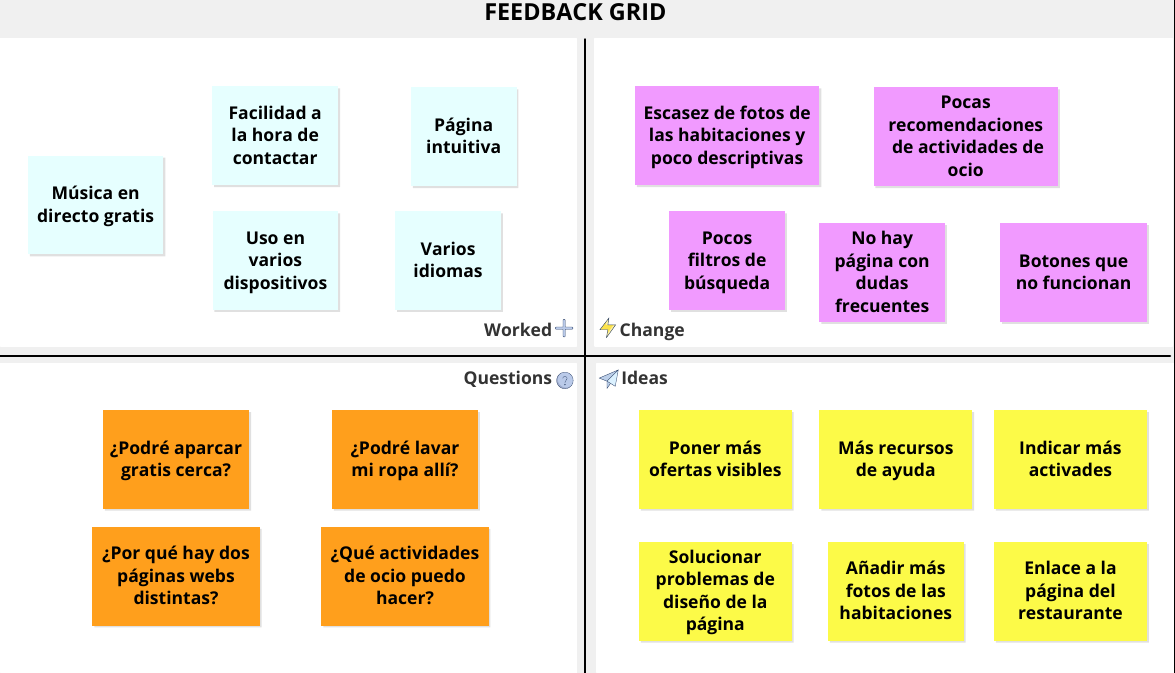 FEEDBACK GRID
Música en
directo gratis
Facilidad a
la hora de
contactar
Página
intuitiva
Uso en
varios
dispositivos
Varios
idiomas
Worked
Escasez de fotos de
las habitaciones y
poco descriptivas
Pocas
recomendaciones
de actividades de
ocio
Pocos
filtros de
búsqueda
No hay
página con
dudas
frecuentes
Botones que
no funcionan
Change
Questions
?
¿Podré aparcar
gratis cerca?
¿Podré lavar
mi ropa allí?
¿Por qué hay dos
páginas webs
distintas?
¿Qué actividades
de ocio puedo
hacer?
Ideas
Poner más
ofertas visibles
Más recursos
de ayuda
Indicar más
activades
Solucionar
problemas de
diseño de la
página
Añadir más
fotos de las
habitaciones
Enlace a la
página del
restaurante